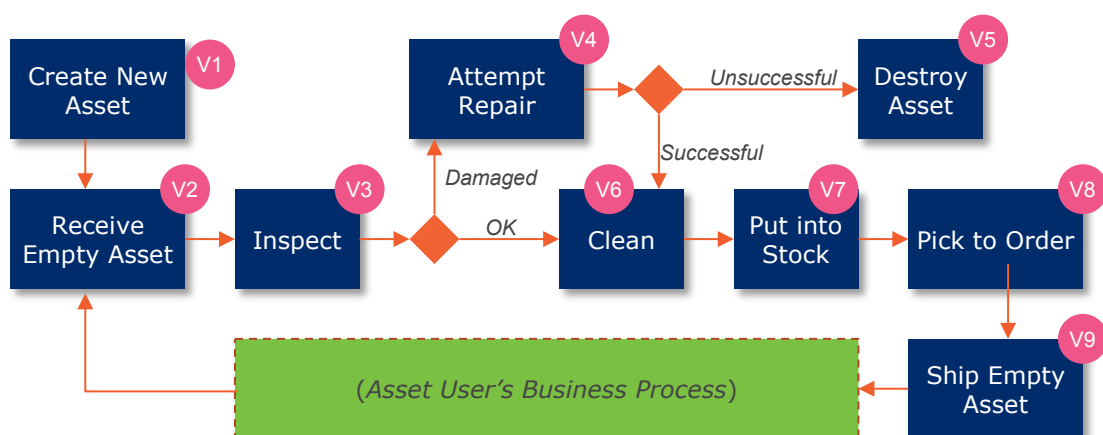 V1
Create New
Asset
V4
Attempt
Repair
Unsuccessful
V5
Destroy
Asset
Successful
Damaged
V2
Receive
Empty Asset
V3
Inspect
OK
V6
Clean
V7
Put into
Stock
V8
Pick to Order
V9
Ship Empty
Asset
(Asset User's Business Process)